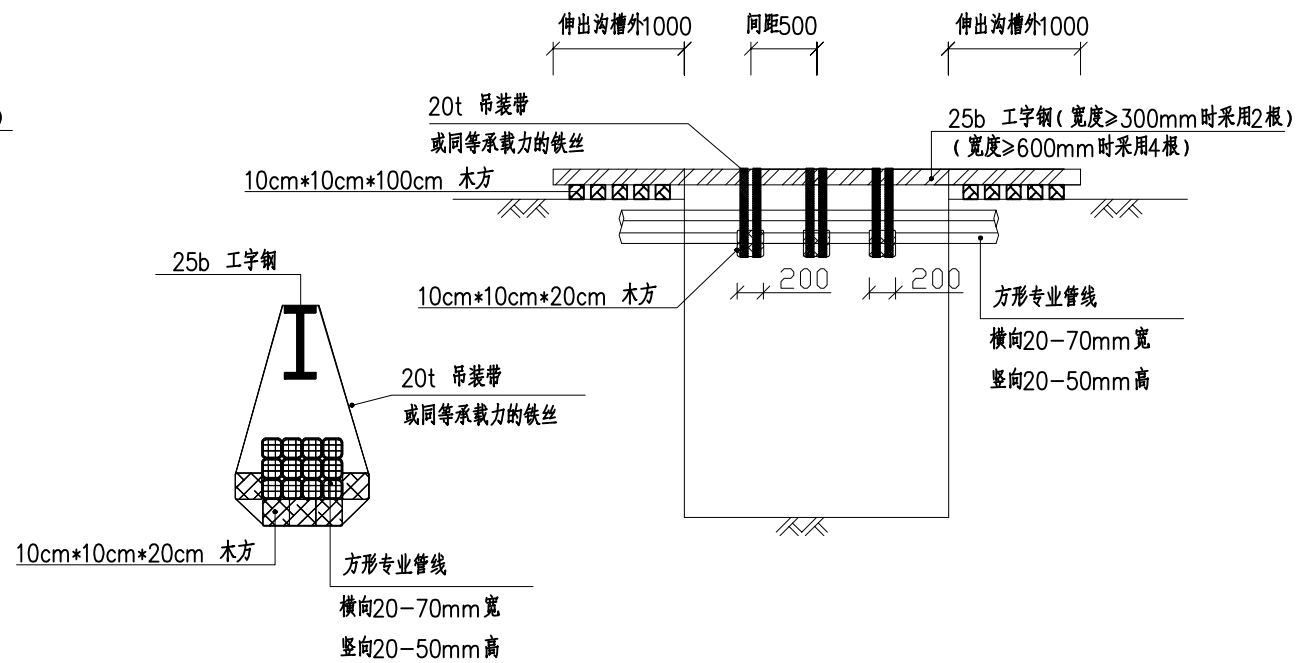 伸出沟槽外1000
间距500
伸出沟槽外1000
20t 吊装带
或同等承载力的铁丝
25b 工字钢(宽度≥300mm时采用2根)
(宽度≥600mm时采用4根)
10cm*10cm*100cm 木方
25b 工字钢
10cm*10cm*20cm 木方
200
200
方形专业管线
横向20-70mm宽
竖向20-50mm高
20t 吊装带
或同等承载力的铁丝
10cm*10cm*20cm 木方
方形专业管线
横向20-70mm宽
竖向20-50mm高